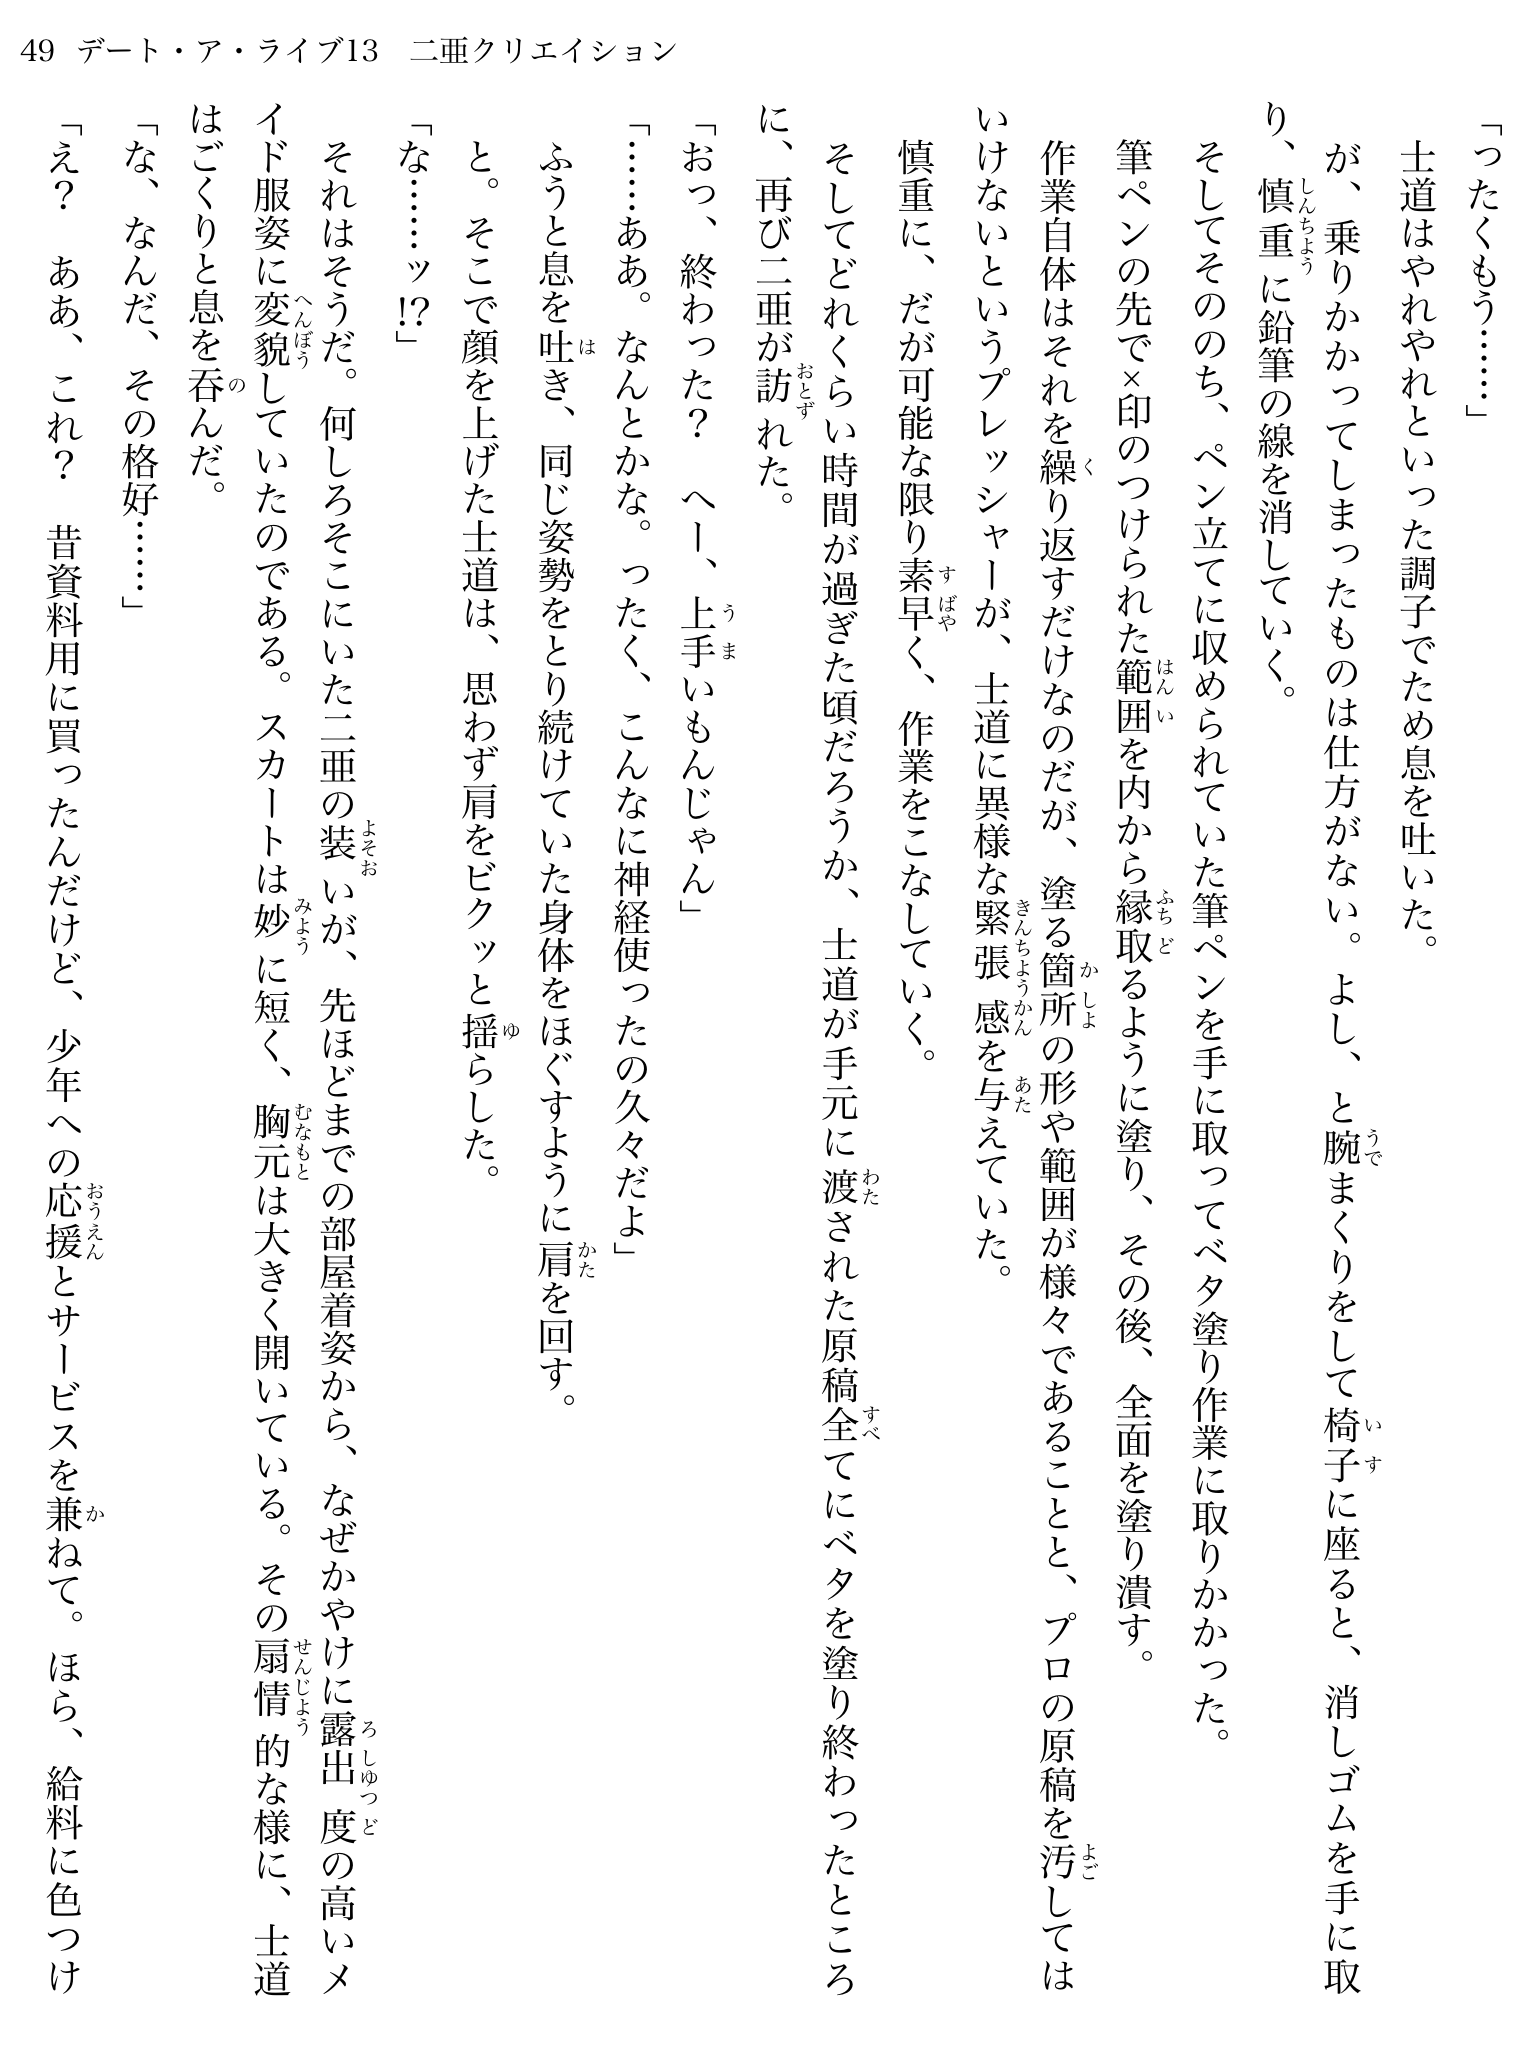 49 デート・ア・ライブ13　二亜クリエイション
「ったくもう……」
　士道はやれやれといった調子でため息を吐いた。
　が、乗りかかってしまったものは仕方がない。よし、と腕まくりをして椅子に座ると、消しゴムを手に取
り、慎重に鉛筆の線を消していく。
　そしてそののち、ペン立てに収められていた筆ペンを手に取ってベタ塗り作業に取りかかった。
　筆ペンの先で×印のつけられた範囲を内から縁取るように塗り、その後、全面を塗り潰す。
　作業自体はそれを繰り返すだけなのだが、塗る箇所の形や範囲が様々であることと、プロの原稿を汚しては
いけないというプレッシャーが、士道に異様な緊張感を与えていた。
　慎重に、だが可能な限り素早く、作業をこなしていく。
　そしてどれくらい時間が過ぎた頃だろうか、士道が手元に渡された原稿全てにベタを塗り終わったところ
に、再び二亜が訪れた。
「おっ、終わった？　へー、上手いもんじゃん」
「……ああ。なんとかな。ったく、こんなに神経使ったの久々だよ」
　ふうと息を吐き、同じ姿勢をとり続けていた身体をほぐすように肩を回す。
　と。そこで顔を上げた士道は、思わず肩をビクッと揺らした。
「な……ッ!?」
　それはそうだ。何しろそこにいた二亜の装いが、先ほどまでの部屋着姿から、なぜかやけに露出度の高いメ
イド服姿に変貌していたのである。スカートは妙に短く、胸元は大きく開いている。その扇情的な様に、士道
はごくりと息を呑んだ。
「な、なんだ、その格好……」
「え？　ああ、これ？　昔資料用に買ったんだけど、少年への応援とサービスを兼ねて。ほら、給料に色つけ